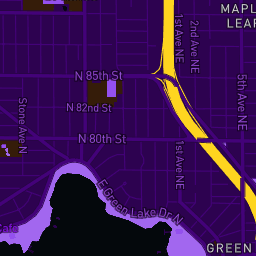 MAPL
LEAF
1st Ave NE
2nd Ave NE
N 85th St
5th Ave NE
N 82nd St
Stone Ave N
N 80th St
1st Ave NE
E Green Lake Dr N
GREEN